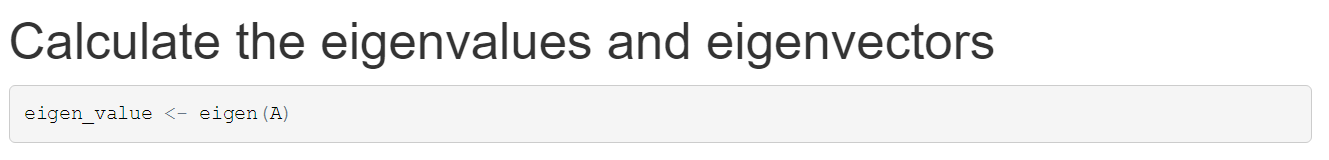 Calculate the eigenvalues and eigenvectors
eigen_value <- eigen(A)